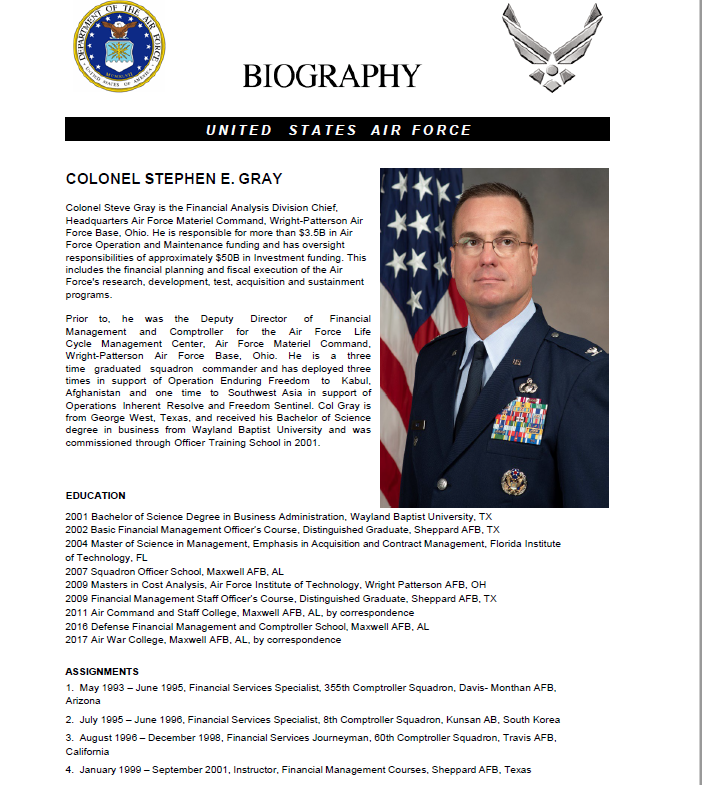 DEPARTMENT OF THE AIR FORCE
UNITED STATES OF AMERICA
BIOGRAPHY
UNITED STATES AIR FORCE
COLONEL STEPHEN E. GRAY
Colonel Steve Gray is the Financial Analysis Division Chief,
Headquarters Air Force Materiel Command, Wright-Patterson Air
Force Base, Ohio. He is responsible for more than $3.5B in Air
Force Operation and Maintenance funding and has oversight
responsibilities of approximately $50B in Investment funding. This
includes the financial planning and fiscal execution of the Air
Force's research, development, test, acquisition and sustainment
programs.
Prior to, he was the Deputy Director of Financial
Management and Comptroller for the Air Force Life
Cycle Management Center, Air Force Materiel Command,
Wright-Patterson Air Force Base, Ohio. He is a three
time graduated squadron commander and has deployed three
times in support of Operation Enduring Freedom to Kabul,
Afghanistan and one time to Southwest Asia in support of
Operations Inherent Resolve and Freedom Sentinel. Col Gray is
from George West, Texas, and received his Bachelor of Science
degree in business from Wayland Baptist University and was
commissioned through Officer Training School in 2001.
EDUCATION
2001 Bachelor of Science Degree in Business Administration, Wayland Baptist University, TX
2002 Basic Financial Management Officer's Course, Distinguished Graduate, Sheppard AFB, TX
2004 Master of Science in Management, Emphasis in Acquisition and Contract Management, Florida Institute
of Technology, FL
2007 Squadron Officer School, Maxwell AFB, AL
2009 Masters in Cost Analysis, Air Force Institute of Technology, Wright Patterson AFB, OH
2009 Financial Management Staff Officer's Course, Distinguished Graduate, Sheppard AFB, TX
2011 Air Command and Staff College, Maxwell AFB, AL, by correspondence
2016 Defense Financial Management and Comptroller School, Maxwell AFB, AL
2017 Air War College, Maxwell AFB, AL, by correspondence
ASSIGNMENTS
1. May 1993 – June 1995, Financial Services Specialist, 355th Comptroller Squadron, Davis- Monthan AFB,
Arizona
2. July 1995 – June 1996, Financial Services Specialist, 8th Comptroller Squadron, Kunsan AB, South Korea
3. August 1996 – December 1998, Financial Services Journeyman, 60th Comptroller Squadron, Travis AFB,
California
4. January 1999 – September 2001, Instructor, Financial Management Courses, Sheppard AFB, Texas